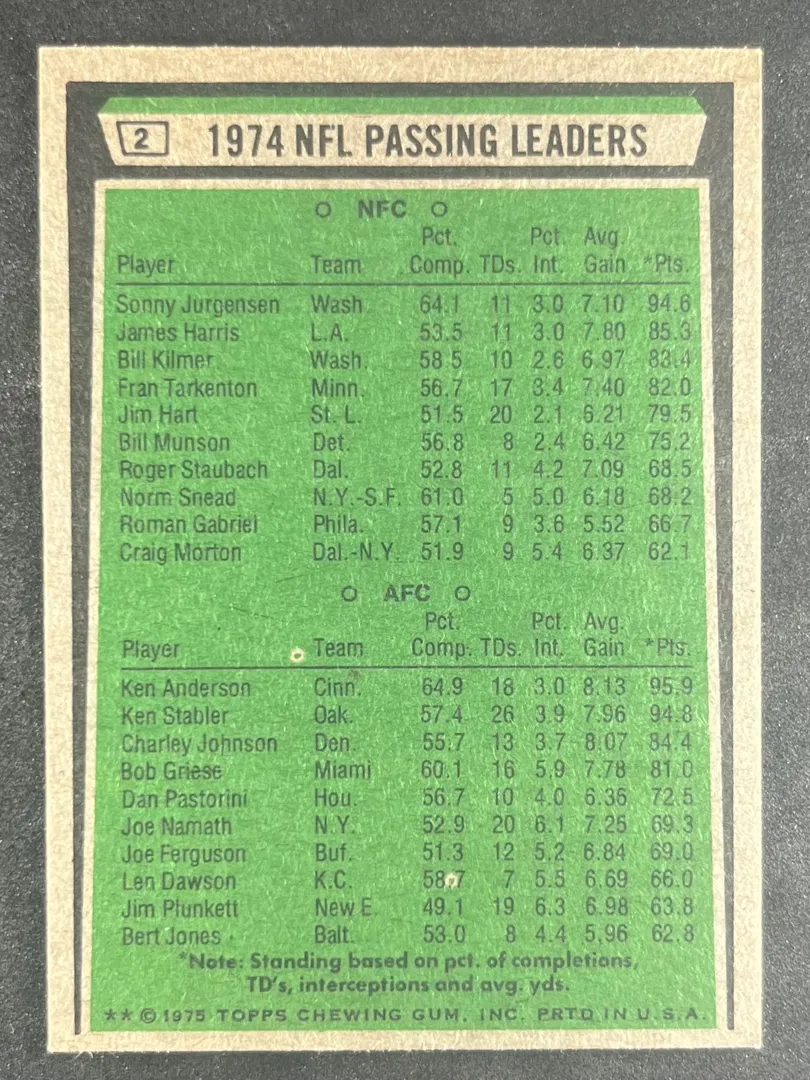 2 1974 NFL PASSING LEADERS
NFC
Pct. Pct. Avg.
Player Team Comp. TDs. Int. Gain *Pts.
Sonny Jurgensen Wash 64.1 11 3.0 7.10 94.6
James Harris L.A. 53.5 11 3.0 7.80 85.3
Bill Kilmer Wash. 58.5 10 2.6 6.97 83.4
Fran Tarkenton Minn. 56.7 17 3.4 7.40 82.0
Jim Hart St. L. 51.5 20 2.1 6.21 79.5
Bill Munson Det. 56.8 8 2.4 6.42 75.2
Roger Staubach Dal. 52.8 11 4.2 7.09 68.5
Norm Snead N.Y.-S.F. 61.0 5 5.0 6.18 68.2
Roman Gabriel Phila. 57.1 9 3.6 5.52 66.7
Craig Morton Dal.-N.Y. 51.9 9 5.4 6.37 62.1
AFC
Pct. Pct. Avg.
Player Team Comp. TDs. Int. Gain *Pts.
Ken Anderson Cinn. 64.9 18 3.0 8.13 95.9
Ken Stabler Oak. 57.4 26 3.9 7.96 94.8
Charley Johnson Den. 55.7 13 3.7 8.07 84.4
Bob Griese Miami 60.1 16 5.9 7.78 81.0
Dan Pastorini Hou. 56.7 10 4.0 6.36 72.5
Joe Namath N.Y. 52.9 20 6.1 7.25 69.3
Joe Ferguson Buf. 51.3 12 5.2 6.84 69.0
Len Dawson K.C. 58.7 7 5.5 6.69 66.0
Jim Plunkett New E. 49.1 19 6.3 6.98 63.8
Bert Jones Balt. 53.0 8 4.4 5.96 62.8
*Note: Standing based on pct. of completions,
TD's, interceptions and avg. yds.
** © 1975 TOPPS CHEWING GUM, INC. PRTD IN U.S.A.